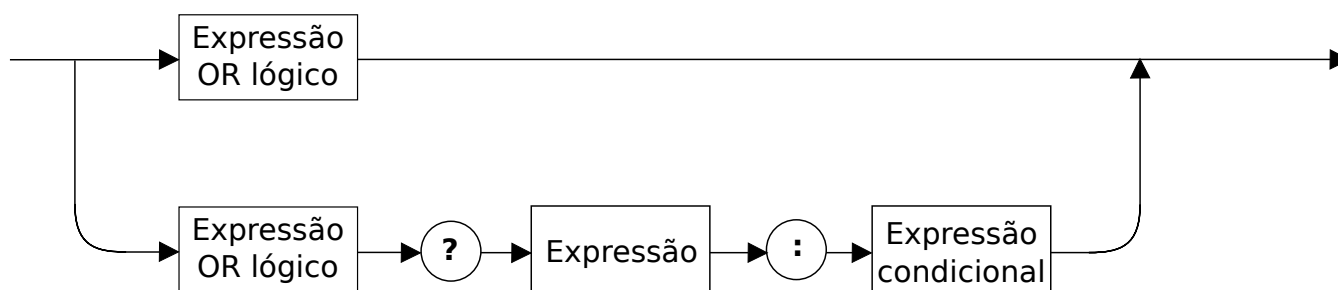 Expressão
OR lógico
Expressão
OR lógico
?
Expressão
:
Expressão
condicional